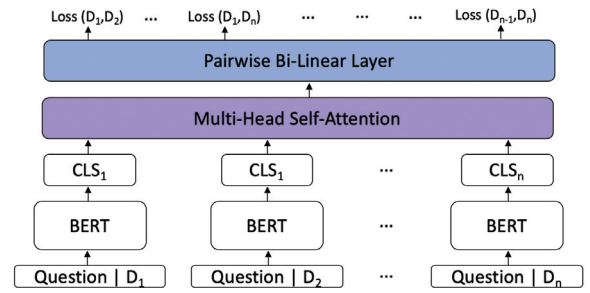 Loss (D1,D2) ... Loss (D1,Dn) ... ... ... Loss (Dn-1,Dn)
Pairwise Bi-Linear Layer
Multi-Head Self-Attention
CLS1 CLS1 ... CLSn
BERT BERT ... BERT
Question | D1 Question | D2 ... Question | Dn